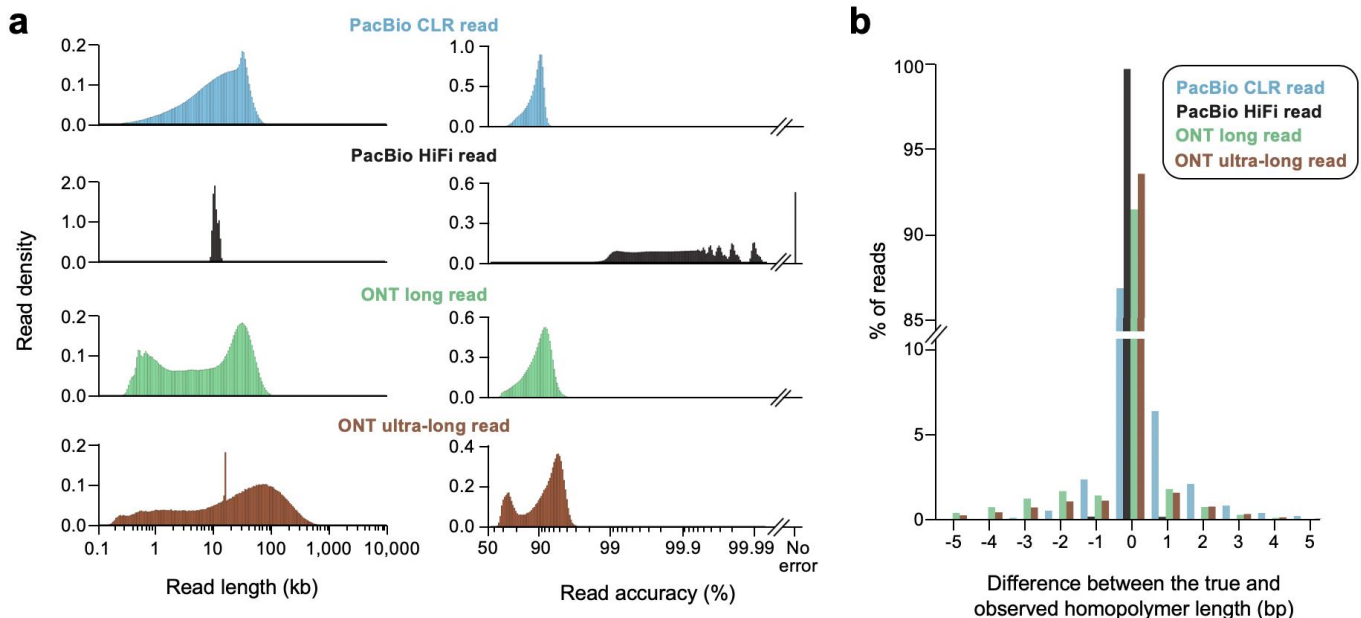 a
PacBio CLR read
0.2
0.1
0.0
1.0
0.5
0.0
PacBio HiFi read
2.0
1.0
0.0
0.6
0.3
0.0
ONT long read
0.2
0.1
0.0
0.6
0.3
0.0
ONT ultra-long read
0.2
0.1
0.0
0.4
0.2
0.0
Read density
0.1 1 10 100 1,000 10,000
Read length (kb)
50 90 99 99.9 99.99 No
error
Read accuracy (%)
b
100
95
90
85
10
5
0
% of reads
PacBio CLR read
PacBio HiFi read
ONT long read
ONT ultra-long read
-5 -4 -3 -2 -1 0 1 2 3 4 5
Difference between the true and
observed homopolymer length (bp)